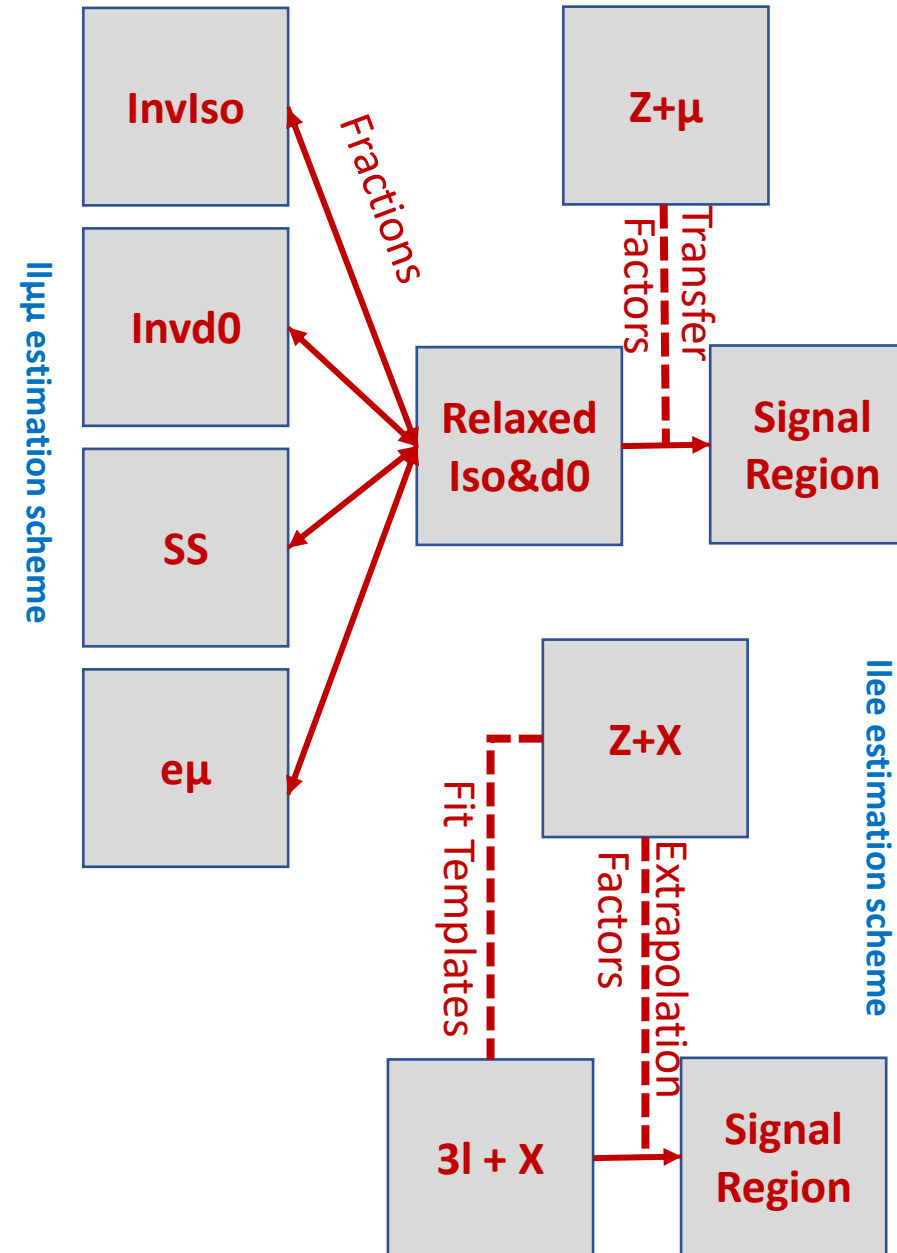 InvIso
Fractions
Z+μ
Transfer
Factors
llμμ estimation scheme
Invd0
Relaxed
Iso&d0
Signal
Region
SS
eμ
Z+X
llee estimation scheme
Fit Templates
Extrapolation
Factors
3l + X
Signal
Region